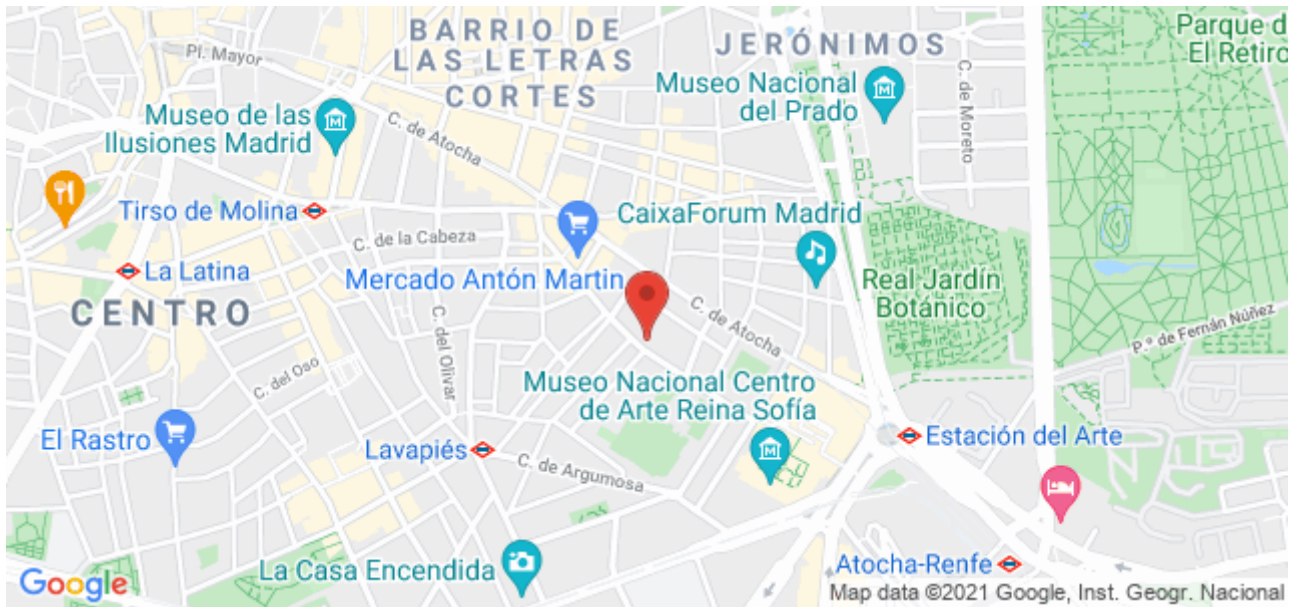 BARRIO DE
LAS LETRAS
CORTES
JERÓNIMOS
Parque d
El Retiro
Pl. Mayor
Museo Nacional
del Prado
C. de Moreto
Museo de las
Ilusiones Madrid
C. de Atocha
Tirso de Molina
CaixaForum Madrid
C. de la Cabeza
La Latina
Mercado Antón Martin
Real Jardín
Botánico
CENTRO
C. de Atocha
P.º de Fernán Núñez
C. del Olivar
C. del Oso
Museo Nacional Centro
de Arte Reina Sofía
El Rastro
Lavapiés
Estación del Arte
C. de Argumosa
La Casa Encendida
Atocha-Renfe
Google
Map data ©2021 Google, Inst. Geogr. Nacional